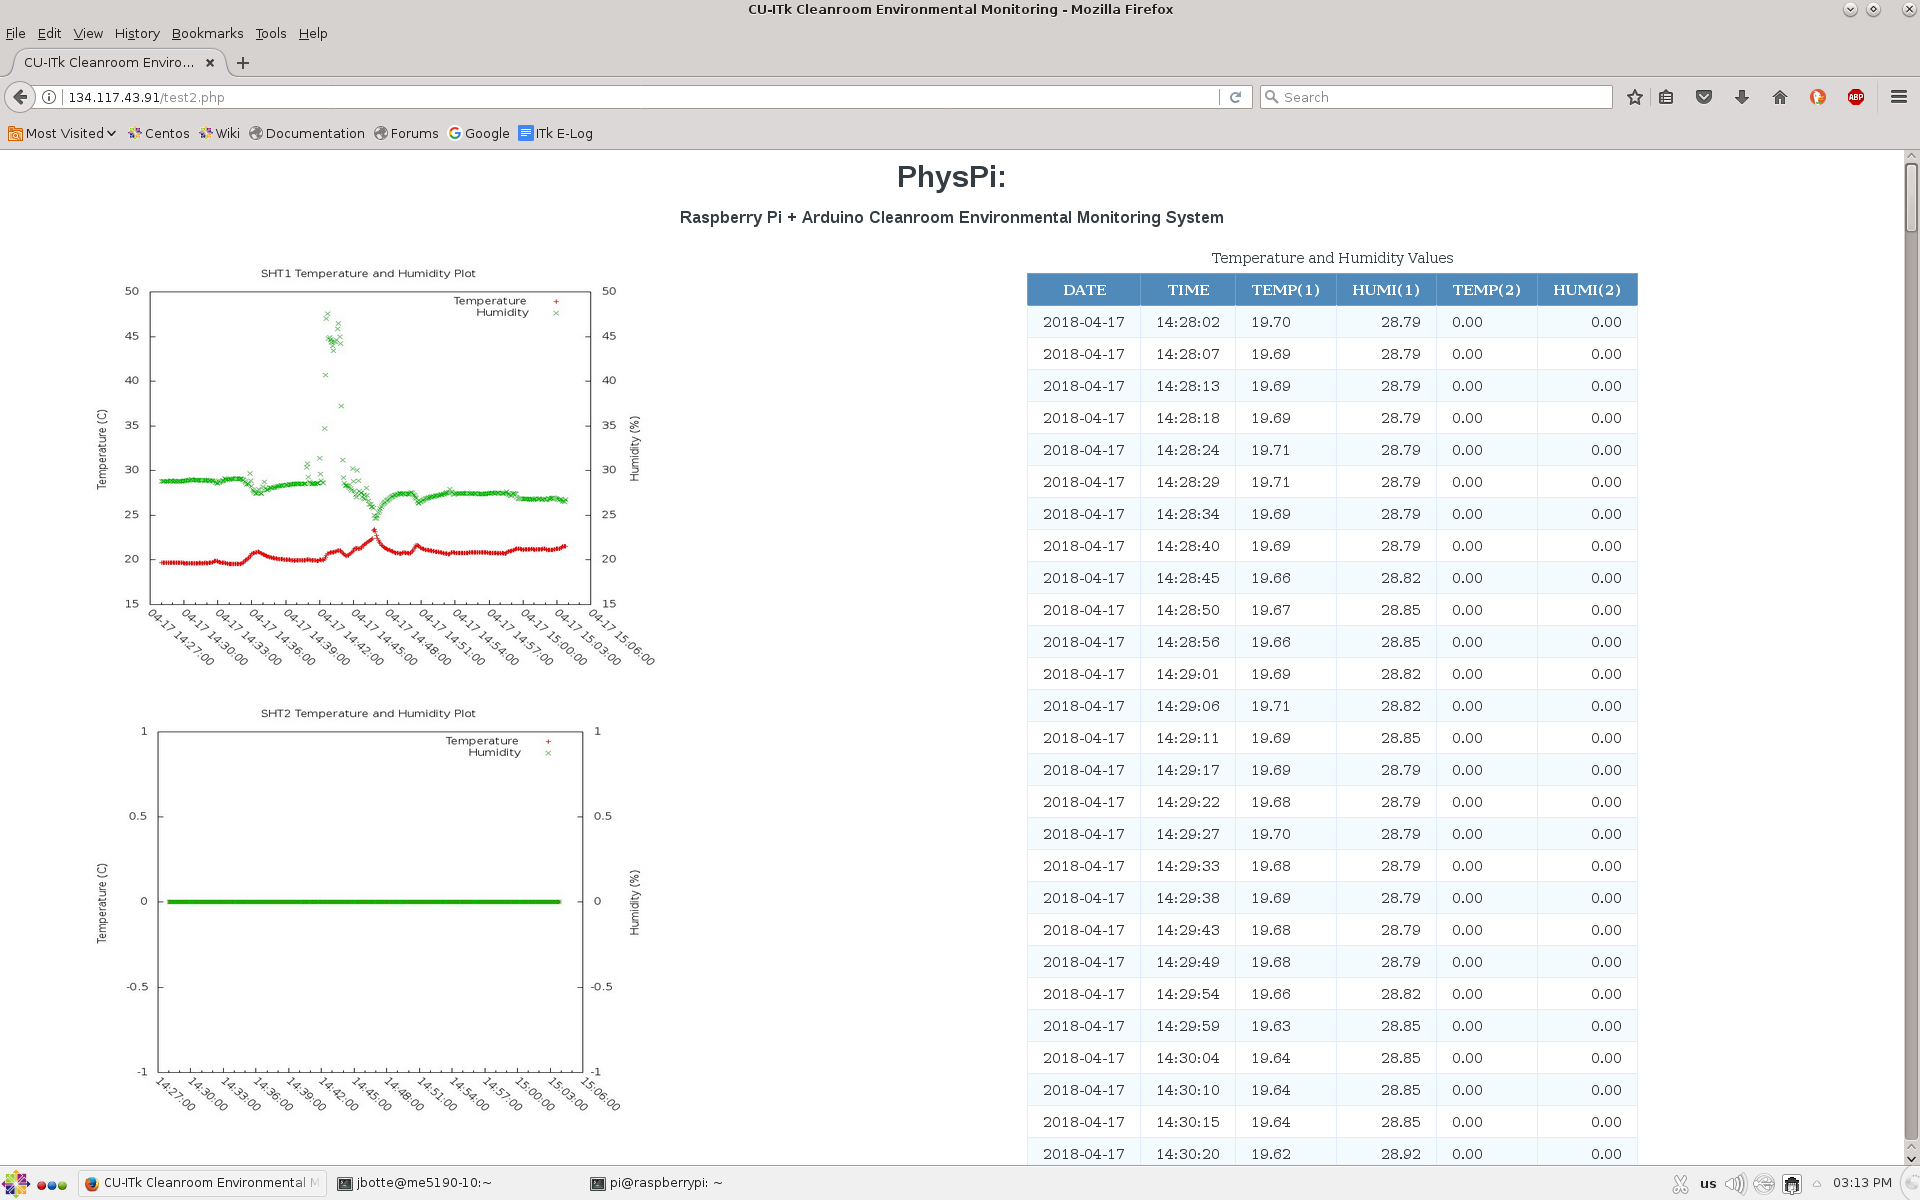 CU-ITk Cleanroom Environmental Monitoring - Mozilla Firefox
File Edit View History Bookmarks Tools Help
CU-ITk Cleanroom Enviro...
134.117.43.91/test2.php
Search
ABP
Most Visited Centos Wiki Documentation Forums Google ITk E-Log
PhysPi:
Raspberry Pi + Arduino Cleanroom Environmental Monitoring System
SHT1 Temperature and Humidity Plot
Temperature
Humidity
50 50
45 45
40 40
35 35
30 30
25 25
20 20
15 15
Temperature (C)
Humidity (%)
04-17 14:27:00
04-17 14:30:00
04-17 14:33:00
04-17 14:36:00
04-17 14:39:00
04-17 14:42:00
04-17 14:45:00
04-17 14:48:00
04-17 14:51:00
04-17 14:54:00
04-17 14:57:00
04-17 15:00:00
04-17 15:03:00
04-17 15:06:00
SHT2 Temperature and Humidity Plot
Temperature
Humidity
1 1
0.5 0.5
0 0
-0.5 -0.5
-1 -1
Temperature (C)
Humidity (%)
14:27:00
14:30:00
14:33:00
14:36:00
14:39:00
14:42:00
14:45:00
14:48:00
14:51:00
14:54:00
14:57:00
15:00:00
15:03:00
15:06:00
Temperature and Humidity Values
DATE TIME TEMP(1) HUMI(1) TEMP(2) HUMI(2)
2018-04-17 14:28:02 19.70 28.79 0.00 0.00
2018-04-17 14:28:07 19.69 28.79 0.00 0.00
2018-04-17 14:28:13 19.69 28.79 0.00 0.00
2018-04-17 14:28:18 19.69 28.79 0.00 0.00
2018-04-17 14:28:24 19.71 28.79 0.00 0.00
2018-04-17 14:28:29 19.71 28.79 0.00 0.00
2018-04-17 14:28:34 19.69 28.79 0.00 0.00
2018-04-17 14:28:40 19.69 28.79 0.00 0.00
2018-04-17 14:28:45 19.66 28.82 0.00 0.00
2018-04-17 14:28:50 19.67 28.85 0.00 0.00
2018-04-17 14:28:56 19.66 28.85 0.00 0.00
2018-04-17 14:29:01 19.69 28.82 0.00 0.00
2018-04-17 14:29:06 19.71 28.82 0.00 0.00
2018-04-17 14:29:11 19.69 28.85 0.00 0.00
2018-04-17 14:29:17 19.69 28.79 0.00 0.00
2018-04-17 14:29:22 19.68 28.79 0.00 0.00
2018-04-17 14:29:27 19.70 28.79 0.00 0.00
2018-04-17 14:29:33 19.68 28.79 0.00 0.00
2018-04-17 14:29:38 19.69 28.79 0.00 0.00
2018-04-17 14:29:43 19.68 28.79 0.00 0.00
2018-04-17 14:29:49 19.68 28.79 0.00 0.00
2018-04-17 14:29:54 19.66 28.82 0.00 0.00
2018-04-17 14:29:59 19.63 28.85 0.00 0.00
2018-04-17 14:30:04 19.64 28.85 0.00 0.00
2018-04-17 14:30:10 19.64 28.85 0.00 0.00
2018-04-17 14:30:15 19.64 28.85 0.00 0.00
2018-04-17 14:30:20 19.62 28.92 0.00 0.00
CU-ITk Cleanroom Environmental M jbotte@me5190-10:~ pi@raspberrypi: ~ us 03:13 PM